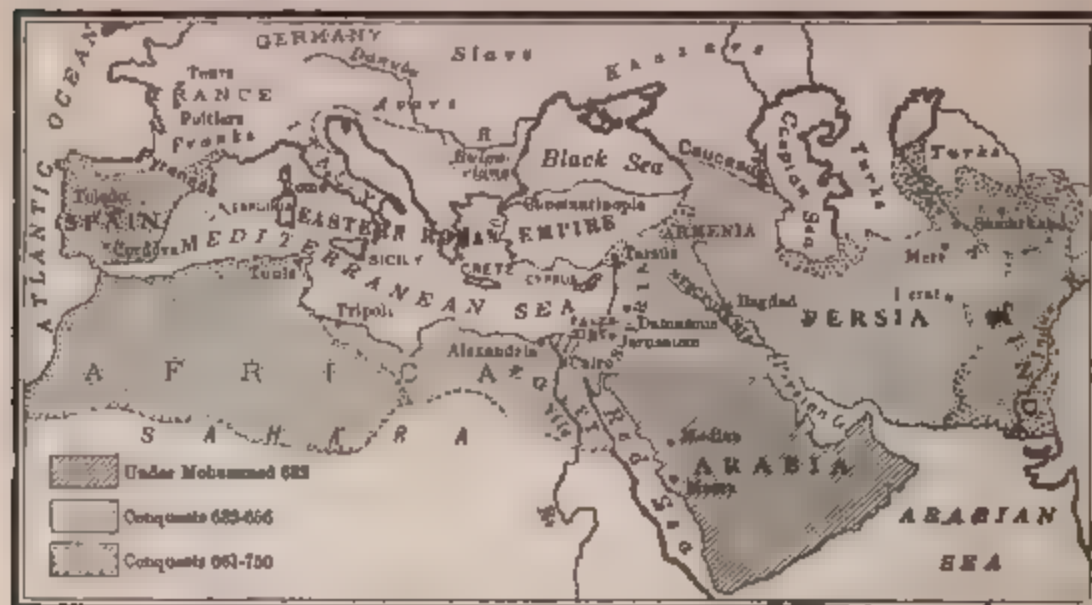 ATLANTIC OCEAN
GERMANY
Danube
Slavs
Khazars
Tours
FRANCE
Poitiers
Franks
Avars
Black Sea
Caucasus
Caspian Sea
Turks
Turks
Toledo
SPAIN
Cordova
Rome
EASTERN ROMAN EMPIRE
Constantinople
ARMENIA
Samarkand
Merv
MEDITERRANEAN SEA
SICILY
CRETE
CYPRUS
Tarsus
Tunis
Tripoli
Bagdad
Herat
PERSIA
Damascus
Jerusalem
Alexandria
Cairo
AFRICA
EGYPT
Nile
Persian G.
SAHARA
Red Sea
Medina
ARABIA
Mecca
Under Mohammed 622
ARABIAN SEA
Conquests
Conquests 661-750